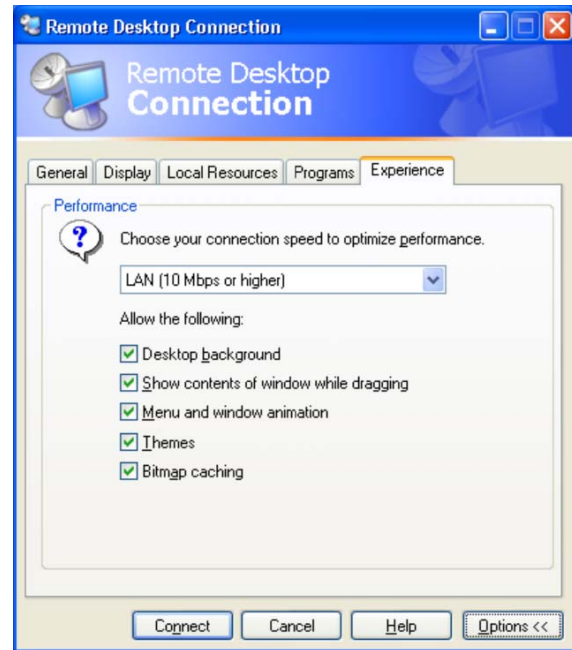 Remote Desktop Connection
Remote Desktop
Connection
General Display Local Resources Programs Experience
Performance
Choose your connection speed to optimize performance.
LAN (10 Mbps or higher)
Allow the following:
Desktop background
Show contents of window while dragging
Menu and window animation
Themes
Bitmap caching
Connect Cancel Help Options <<